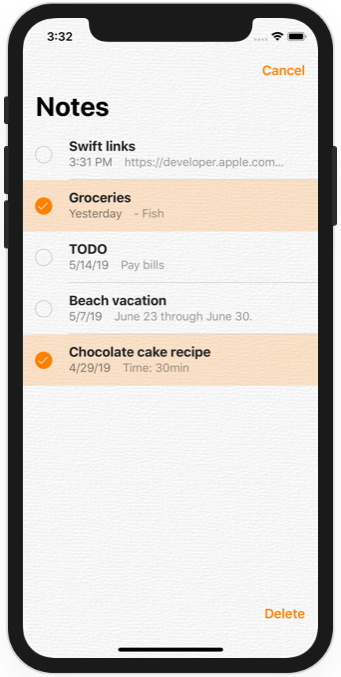 3:32
Cancel
Notes
Swift links
3:31 PM https://developer.apple.com...
Groceries
Yesterday - Fish
TODO
5/14/19 Pay bills
Beach vacation
5/7/19 June 23 through June 30.
Chocolate cake recipe
4/29/19 Time: 30min
Delete